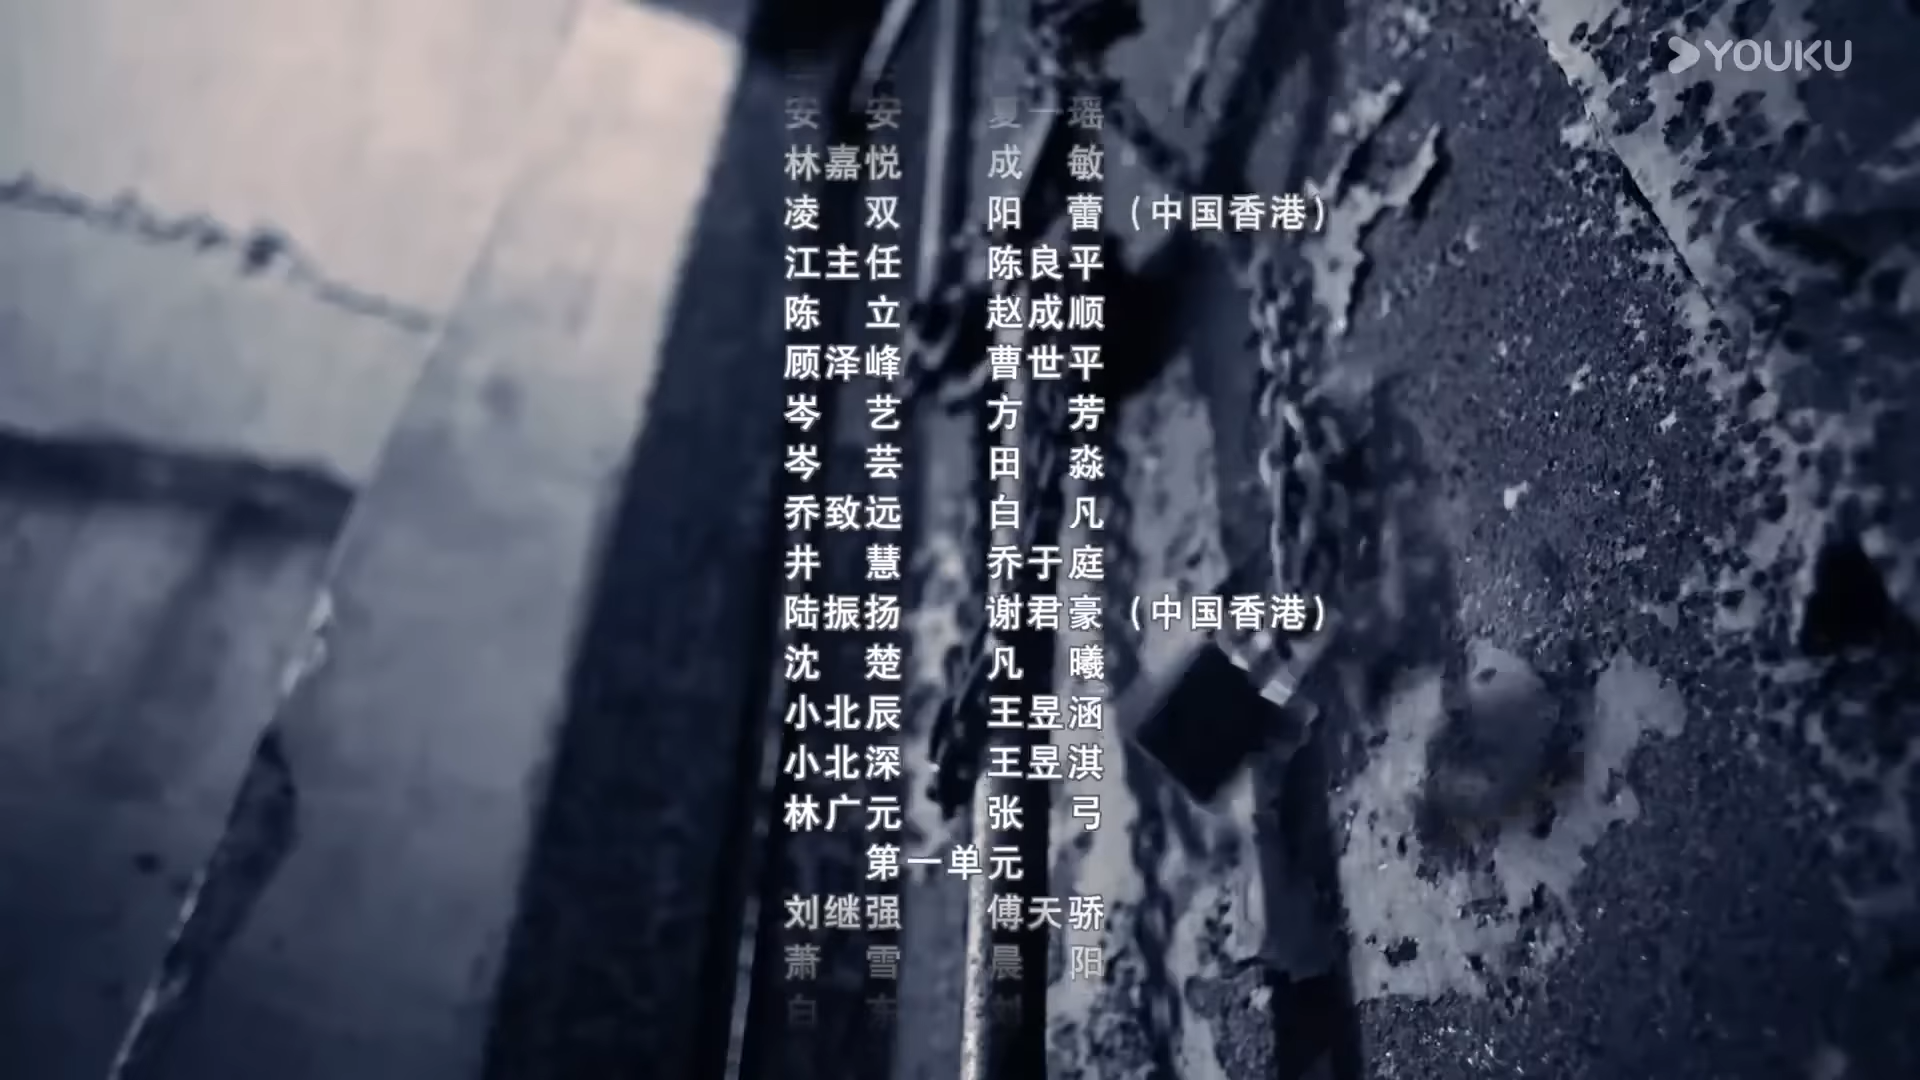 YOUKU
安 安 夏一瑶
林嘉悦 成 敏
凌 双 阳 蕾（中国香港）
江主任 陈良平
陈 立 赵成顺
顾泽峰 曹世平
岑 艺 方 芳
岑 芸 田 淼
乔致远 白 凡
井 慧 乔于庭
陆振扬 谢君豪（中国香港）
沈 楚 凡 曦
小北辰 王昱涵
小北深 王昱淇
林广元 张 弓
第一单元
刘继强 傅天骄
萧 雪 晨 阳
白 东 刘